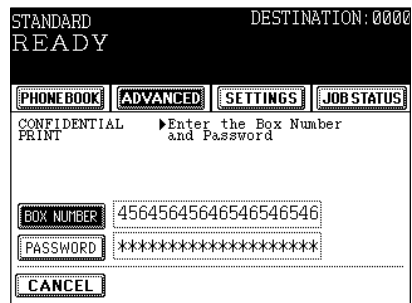 STANDARD DESTINATION:0000
READY
PHONEBOOK ADVANCED SETTINGS JOB STATUS
CONFIDENTIAL ▶Enter the Box Number
PRINT and Password
BOX NUMBER 45645645646546546546
PASSWORD ********************
CANCEL